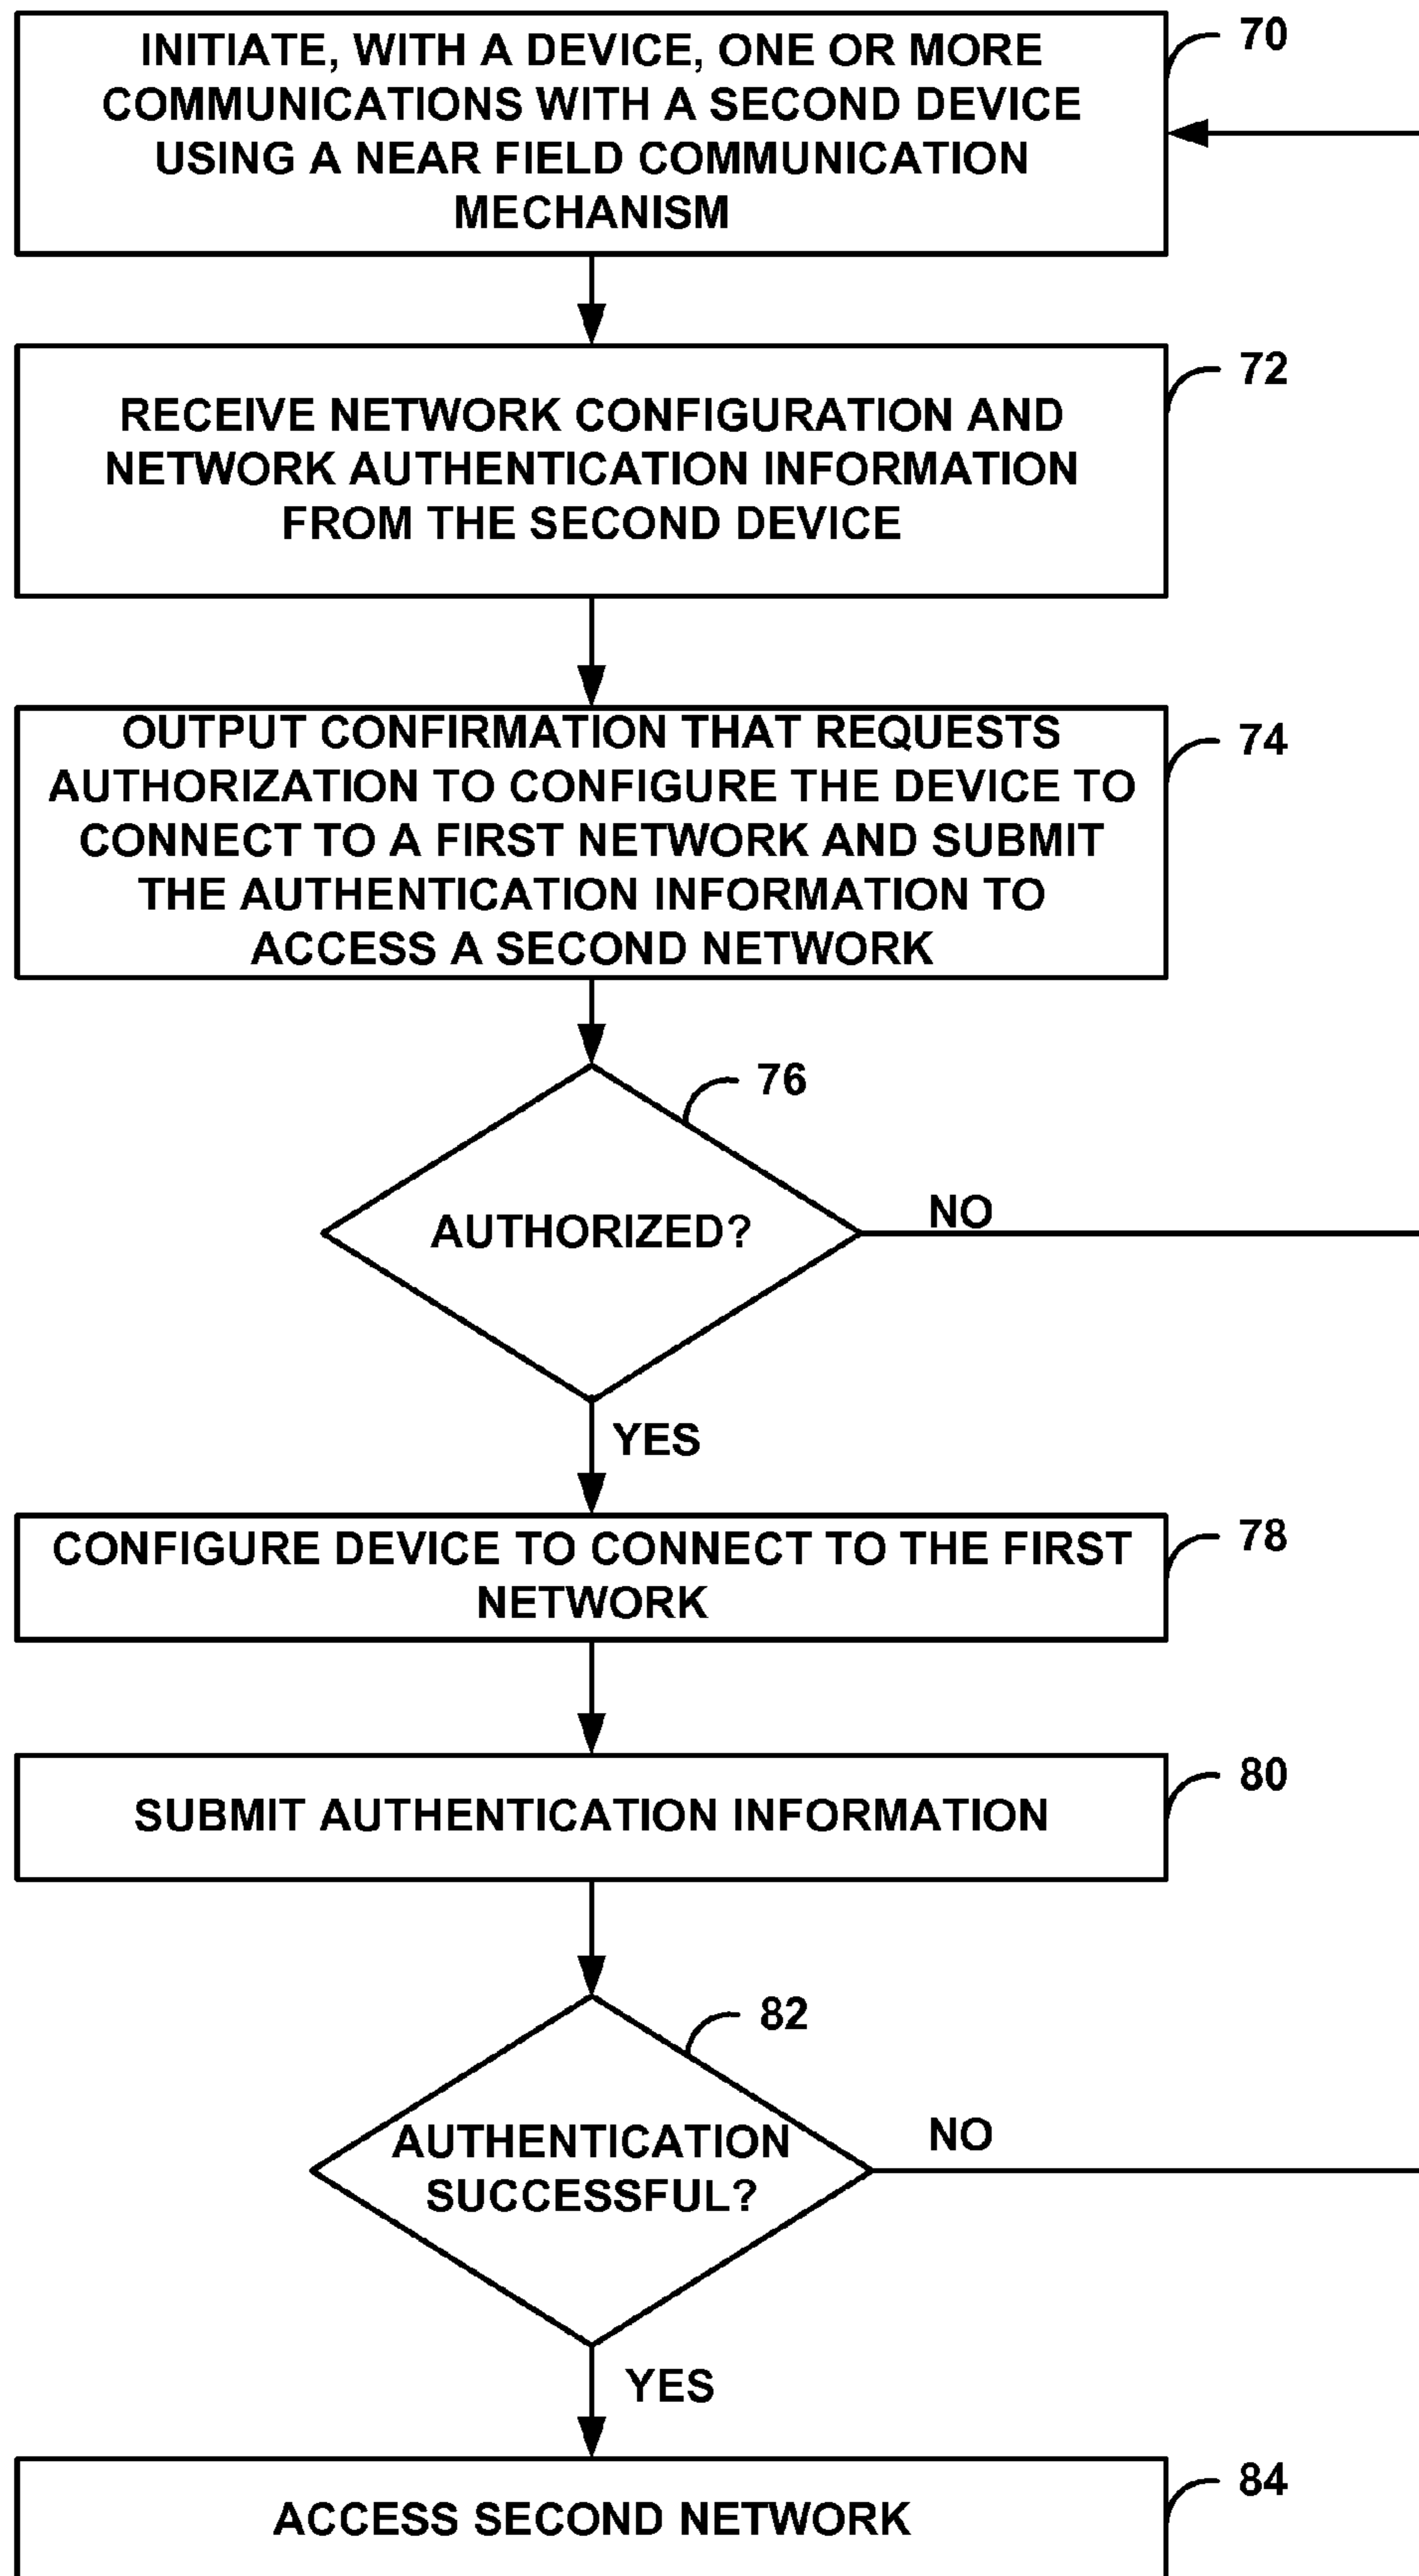 INITIATE, WITH A DEVICE, ONE OR MORE
COMMUNICATIONS WITH A SECOND DEVICE
USING A NEAR FIELD COMMUNICATION
MECHANISM
70
RECEIVE NETWORK CONFIGURATION AND
NETWORK AUTHENTICATION INFORMATION
FROM THE SECOND DEVICE
72
OUTPUT CONFIRMATION THAT REQUESTS
AUTHORIZATION TO CONFIGURE THE DEVICE TO
CONNECT TO A FIRST NETWORK AND SUBMIT
THE AUTHENTICATION INFORMATION TO
ACCESS A SECOND NETWORK
74
76
AUTHORIZED?
NO
YES
CONFIGURE DEVICE TO CONNECT TO THE FIRST
NETWORK
78
SUBMIT AUTHENTICATION INFORMATION
80
82
AUTHENTICATION
SUCCESSFUL?
NO
YES
ACCESS SECOND NETWORK
84